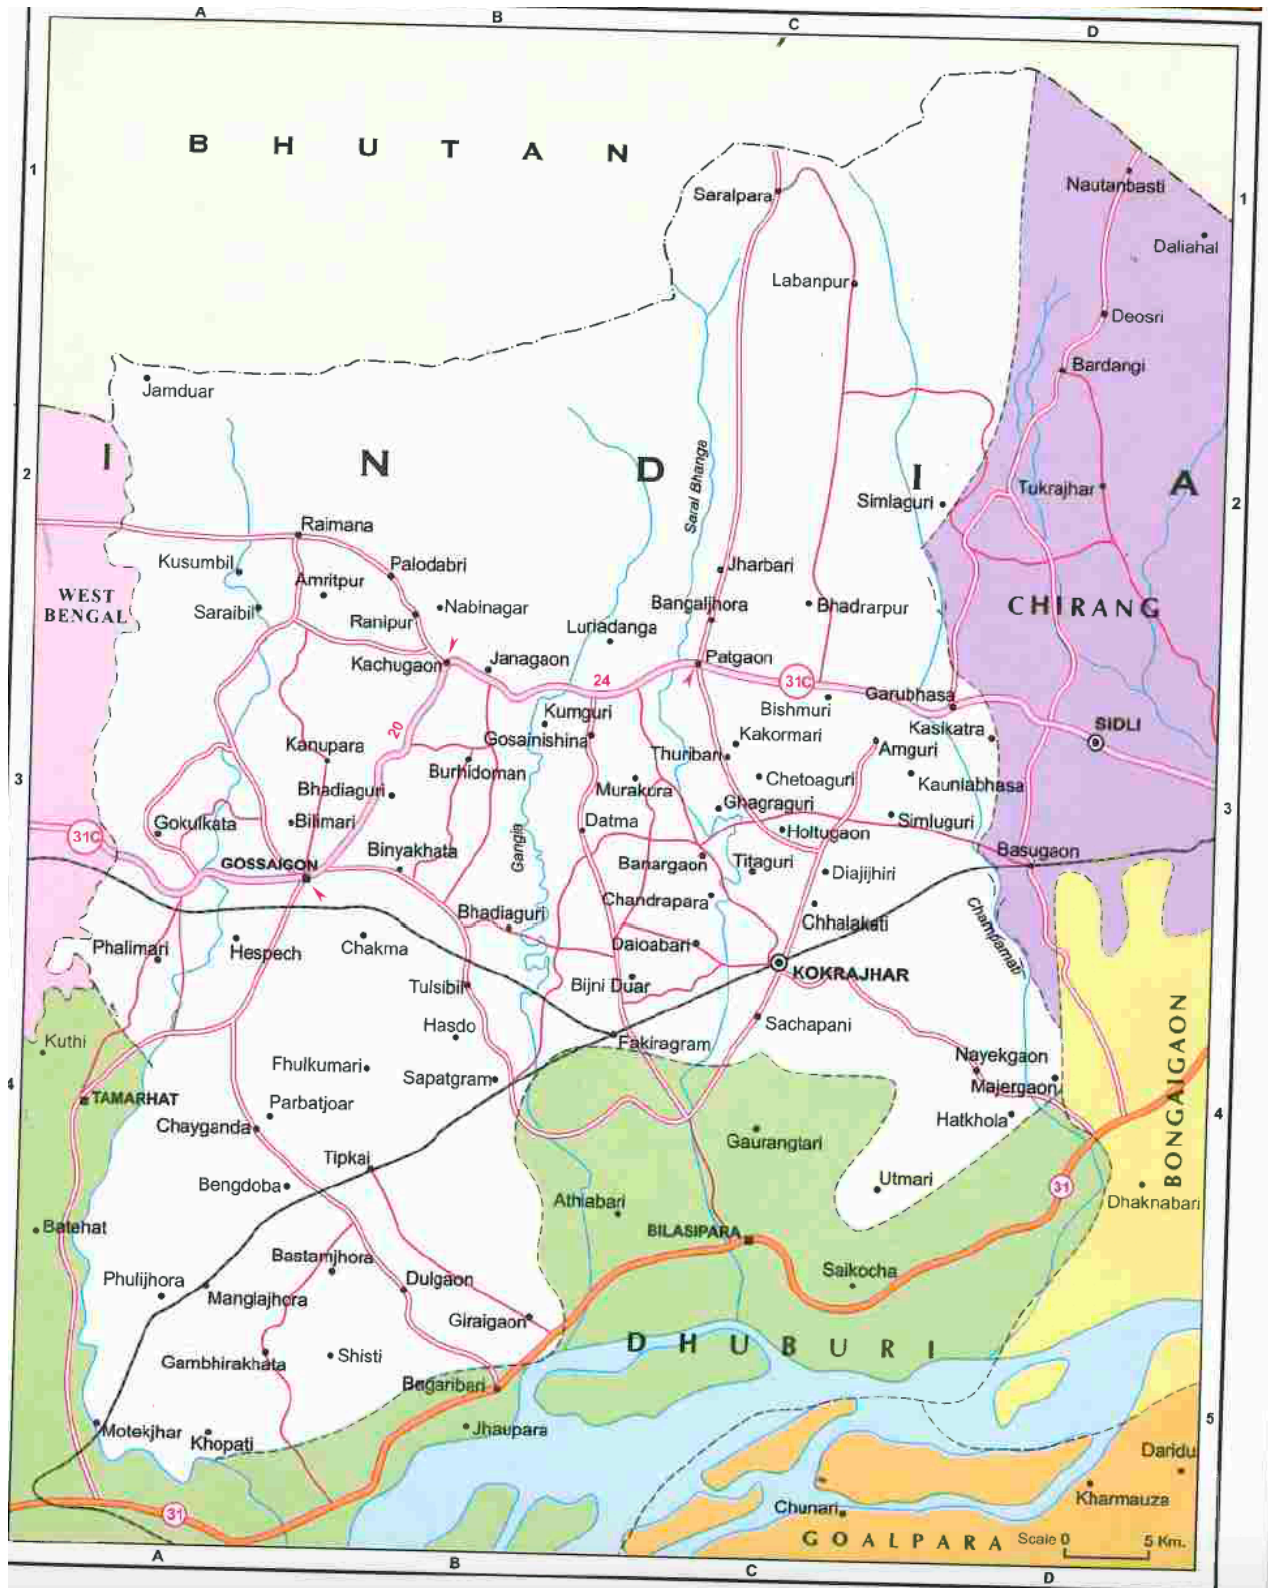 A
B
C
D
B H U T A N
1
Saralpara
Nautanbasti
1
Daliahal
Labanpur
Deosri
Bardangi
Jamduar
I N D I A
2
Saral Bhanga
Simlaguri
Tukrajhar
2
Raimana
Kusumbil
Palodabri
Jharbari
Amritpur
WEST
BENGAL
Saraibil
Nabinagar
Ranipur
Bangaljhora
Bhadrarpur
CHIRANG
Luriadanga
Kachugaon
Janagaon
Patgaon
24
31C
Garubhasa
Bishmuri
Kumguri
20
Kasikatra
SIDLI
Gosainishina
Kakormari
Kanupara
Thuribari
Amguri
Burhidoman
3
Bhadiaguri
Murakura
Chetoaguri
Kauniabhasa
Ghagraguri
3
Gokulkata
Bilimari
Datma
Simluguri
31C
Holtugaon
Gangia
Binyakhata
Basugaon
GOSSAIGON
Banargaon
Titaguri
Diajijhiri
Chandrapara
Bhadiaguri
Chhalakati
Champamati
Phalimari
Hespech
Chakma
Daioabari
KOKRAJHAR
Tulsibil
Bijni Duar
Hasdo
Sachapani
Kuthi
Fakiragram
BONGAIGAON
Nayekgaon
Fhulkumari
Sapatgram
Majergaon
4
TAMARHAT
Parbatjoar
Hatkhola
4
Chayganda
Gaurangtari
Tipkai
Bengdoba
Utmari
31
Athiabari
Dhaknabari
Batehat
BILASIPARA
Bastamjhora
Saikocha
Phulijhora
Dulgaon
Manglajhora
Giraigaon
D H U B U R I
Gambhirakhata
Shisti
Bagaribari
5
Motekjhar
Khopati
Jhaupara
Daridu
Kharmauza
31
Chunari
G O A L P A R A
Scale 0 5 Km.
A
B
C
D